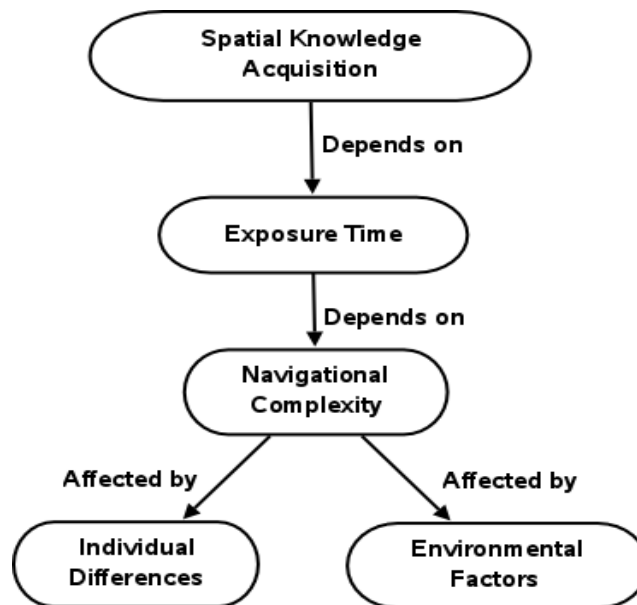 Spatial Knowledge
Acquisition
Depends on
Exposure Time
Depends on
Navigational
Complexity
Affected by
Affected by
Individual
Differences
Environmental
Factors